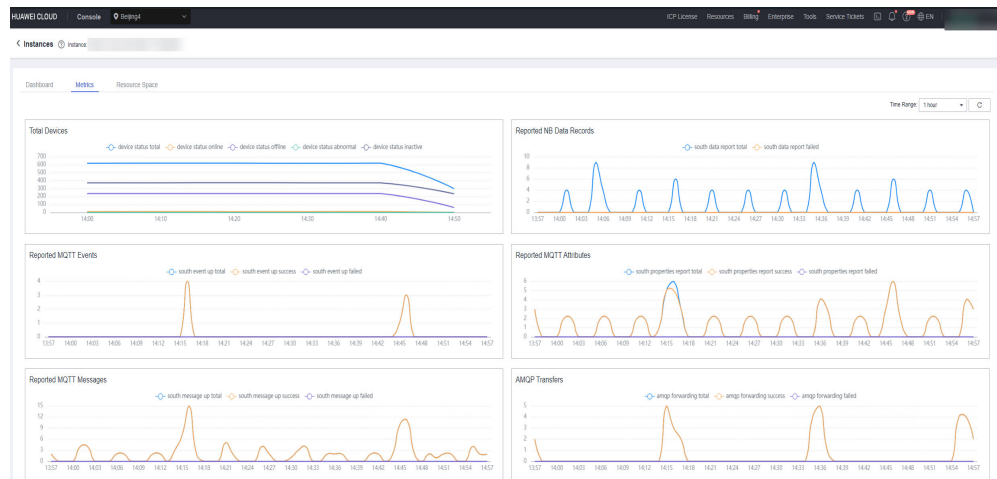 HUAWEI CLOUD Console Beijing4 ICP License Resources Billing Enterprise Tools Service Tickets EN
Instances Instance:
Dashboard Metrics Resource Space
Time Range: 1 hour
Total Devices
device status total device status online device status offline device status abnormal device status inactive
700
600
500
400
300
200
100
0
14:00 14:10 14:20 14:30 14:40 14:50
Reported NB Data Records
south data report total south data report failed
10
8
6
4
2
0
13:57 14:00 14:03 14:06 14:09 14:12 14:15 14:18 14:21 14:24 14:27 14:30 14:33 14:36 14:39 14:42 14:45 14:48 14:51 14:54 14:57
Reported MQTT Events
south event up total south event up success south event up failed
4
3
2
1
0
13:57 14:00 14:03 14:06 14:09 14:12 14:15 14:18 14:21 14:24 14:27 14:30 14:33 14:36 14:39 14:42 14:45 14:48 14:51 14:54 14:57
Reported MQTT Attributes
south properties report total south properties report success south properties report failed
6
5
4
3
2
1
0
13:57 14:00 14:03 14:06 14:09 14:12 14:15 14:18 14:21 14:24 14:27 14:30 14:33 14:36 14:39 14:42 14:45 14:48 14:51 14:54 14:57
Reported MQTT Messages
south message up total south message up success south message up failed
15
12
9
6
3
0
13:57 14:00 14:03 14:06 14:09 14:12 14:15 14:18 14:21 14:24 14:27 14:30 14:33 14:36 14:39 14:42 14:45 14:48 14:51 14:54 14:57
AMQP Transfers
amqp forwarding total amqp forwarding success amqp forwarding failed
5
4
3
2
1
0
13:57 14:00 14:03 14:06 14:09 14:12 14:15 14:18 14:21 14:24 14:27 14:30 14:33 14:36 14:39 14:42 14:45 14:48 14:51 14:54 14:57